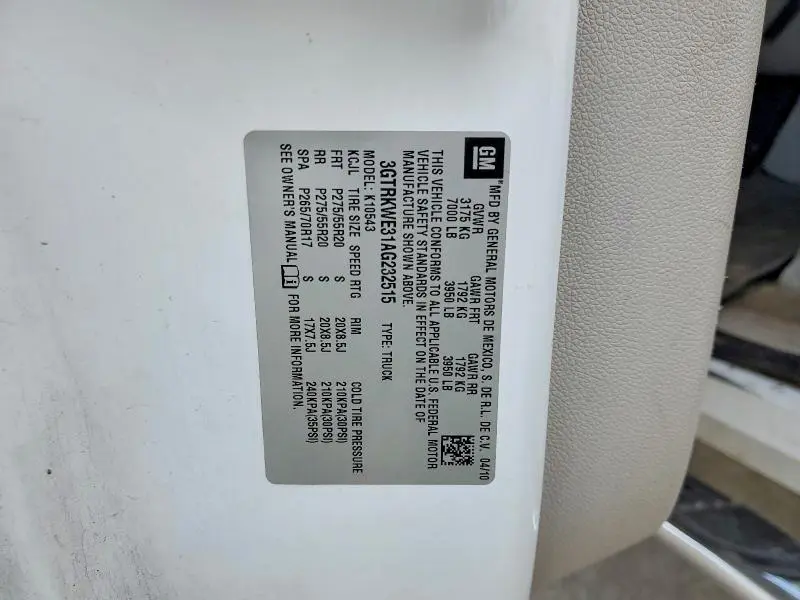 GM
MFD BY GENERAL MOTORS DE MEXICO, S. DE R.L. DE C.V. 04/10
GVWR GAWR FRT GAWR RR
3175 KG 1792 KG 1792 KG
7000 LB 3950 LB 3950 LB
THIS VEHICLE CONFORMS TO ALL APPLICABLE U.S. FEDERAL MOTOR
VEHICLE SAFETY STANDARDS IN EFFECT ON THE DATE OF
MANUFACTURE SHOWN ABOVE.
3GTRKWE31AG232515 TYPE: TRUCK
MODEL: K10543
KCJL TIRE SIZE SPEED RTG RIM COLD TIRE PRESSURE
FRT P275/55R20 S 20X8.5J 210KPA(30PSI)
RR P275/55R20 S 20X8.5J 210KPA(30PSI)
SPA P265/70R17 S 17X7.5J 240KPA(35PSI)
SEE OWNER'S MANUAL i FOR MORE INFORMATION.